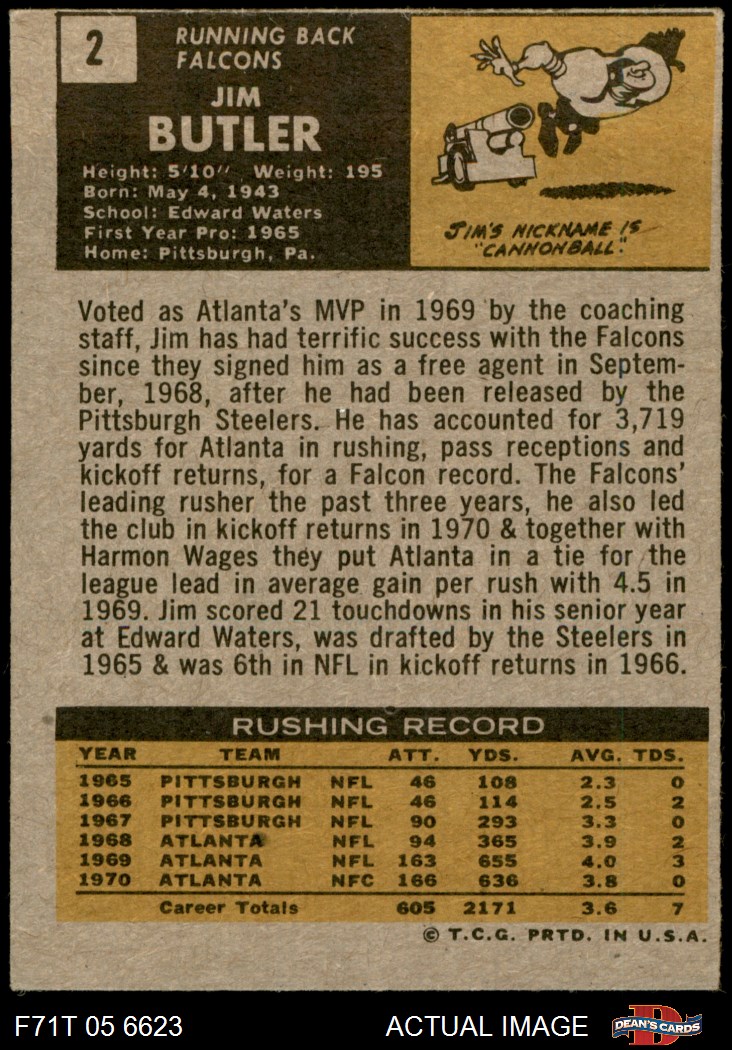 2
RUNNING BACK
FALCONS
JIM
BUTLER
Height: 5'10" Weight: 195
Born: May 4, 1943
School: Edward Waters
First Year Pro: 1965
Home: Pittsburgh, Pa.
JIM'S NICKNAME IS
"CANNONBALL".
Voted as Atlanta's MVP in 1969 by the coaching
staff, Jim has had terrific success with the Falcons
since they signed him as a free agent in Septem-
ber, 1968, after he had been released by the
Pittsburgh Steelers. He has accounted for 3,719
yards for Atlanta in rushing, pass receptions and
kickoff returns, for a Falcon record. The Falcons'
leading rusher the past three years, he also led
the club in kickoff returns in 1970 & together with
Harmon Wages they put Atlanta in a tie for the
league lead in average gain per rush with 4.5 in
1969. Jim scored 21 touchdowns in his senior year
at Edward Waters, was drafted by the Steelers in
1965 & was 6th in NFL in kickoff returns in 1966.
RUSHING RECORD
YEAR TEAM ATT. YDS. AVG. TDS.
1965 PITTSBURGH NFL 46 108 2.3 0
1966 PITTSBURGH NFL 46 114 2.5 2
1967 PITTSBURGH NFL 90 293 3.3 0
1968 ATLANTA NFL 94 365 3.9 2
1969 ATLANTA NFL 163 655 4.0 3
1970 ATLANTA NFC 166 636 3.8 0
Career Totals 605 2171 3.6 7
© T.C.G. PRTD. IN U.S.A.
F71T 05 6623 ACTUAL IMAGE
D
DEAN'S CARDS